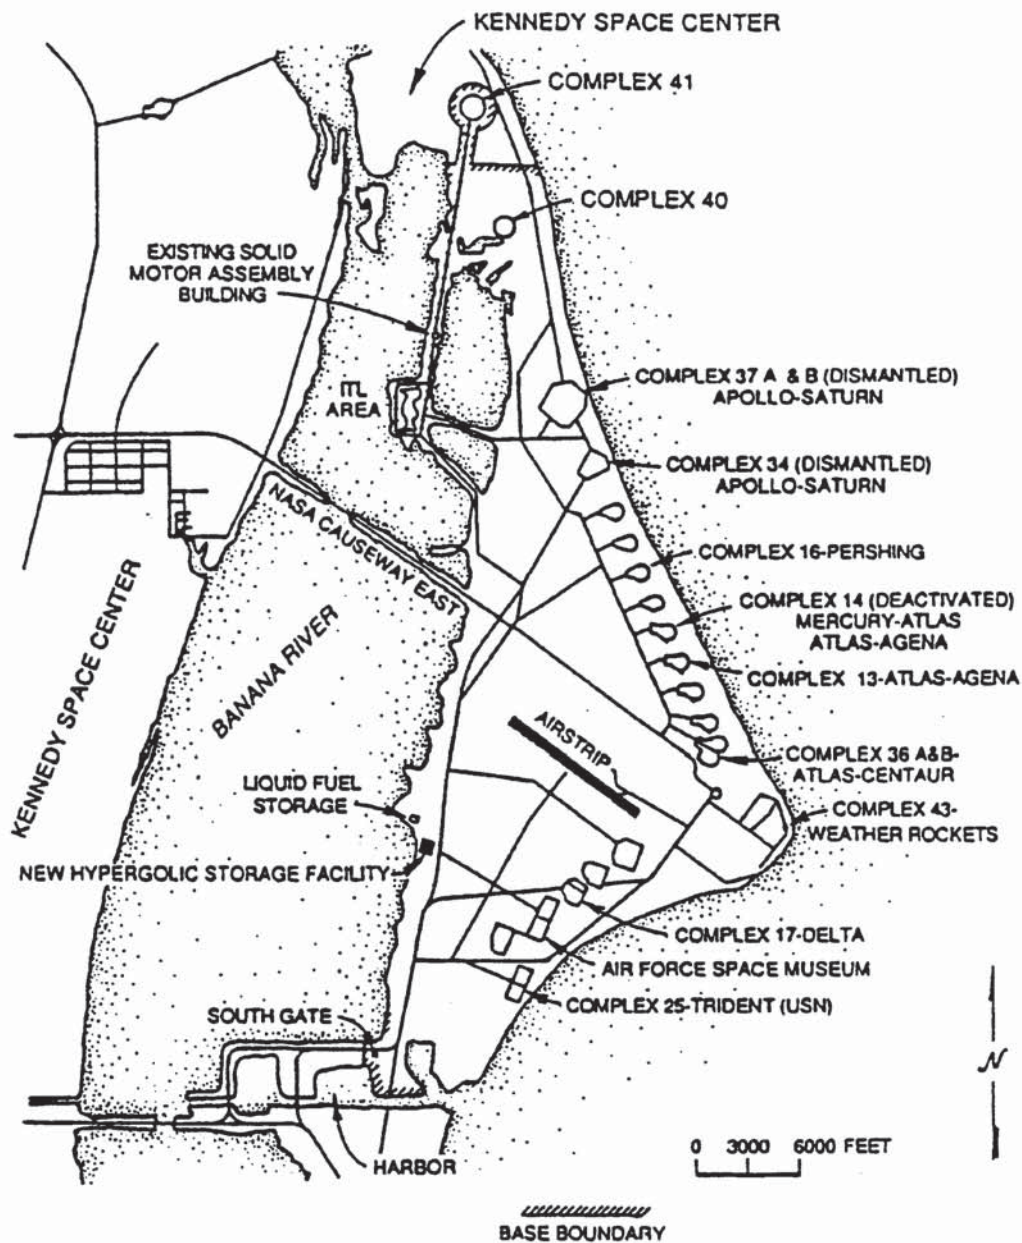 KENNEDY SPACE CENTER
COMPLEX 41
COMPLEX 40
EXISTING SOLID
MOTOR ASSEMBLY
BUILDING
ITL
AREA
COMPLEX 37 A & B (DISMANTLED)
APOLLO-SATURN
COMPLEX 34 (DISMANTLED)
APOLLO-SATURN
NASA CAUSEWAY EAST
COMPLEX 16-PERSHING
COMPLEX 14 (DEACTIVATED)
MERCURY-ATLAS
ATLAS-AGENA
COMPLEX 13-ATLAS-AGENA
KENNEDY SPACE CENTER
BANANA RIVER
AIRSTRIP
COMPLEX 36 A&B-
ATLAS-CENTAUR
LIQUID FUEL
STORAGE
COMPLEX 43-
WEATHER ROCKETS
NEW HYPERGOLIC STORAGE FACILITY
COMPLEX 17-DELTA
AIR FORCE SPACE MUSEUM
COMPLEX 25-TRIDENT (USN)
SOUTH GATE
N
HARBOR
0 3000 6000 FEET
BASE BOUNDARY